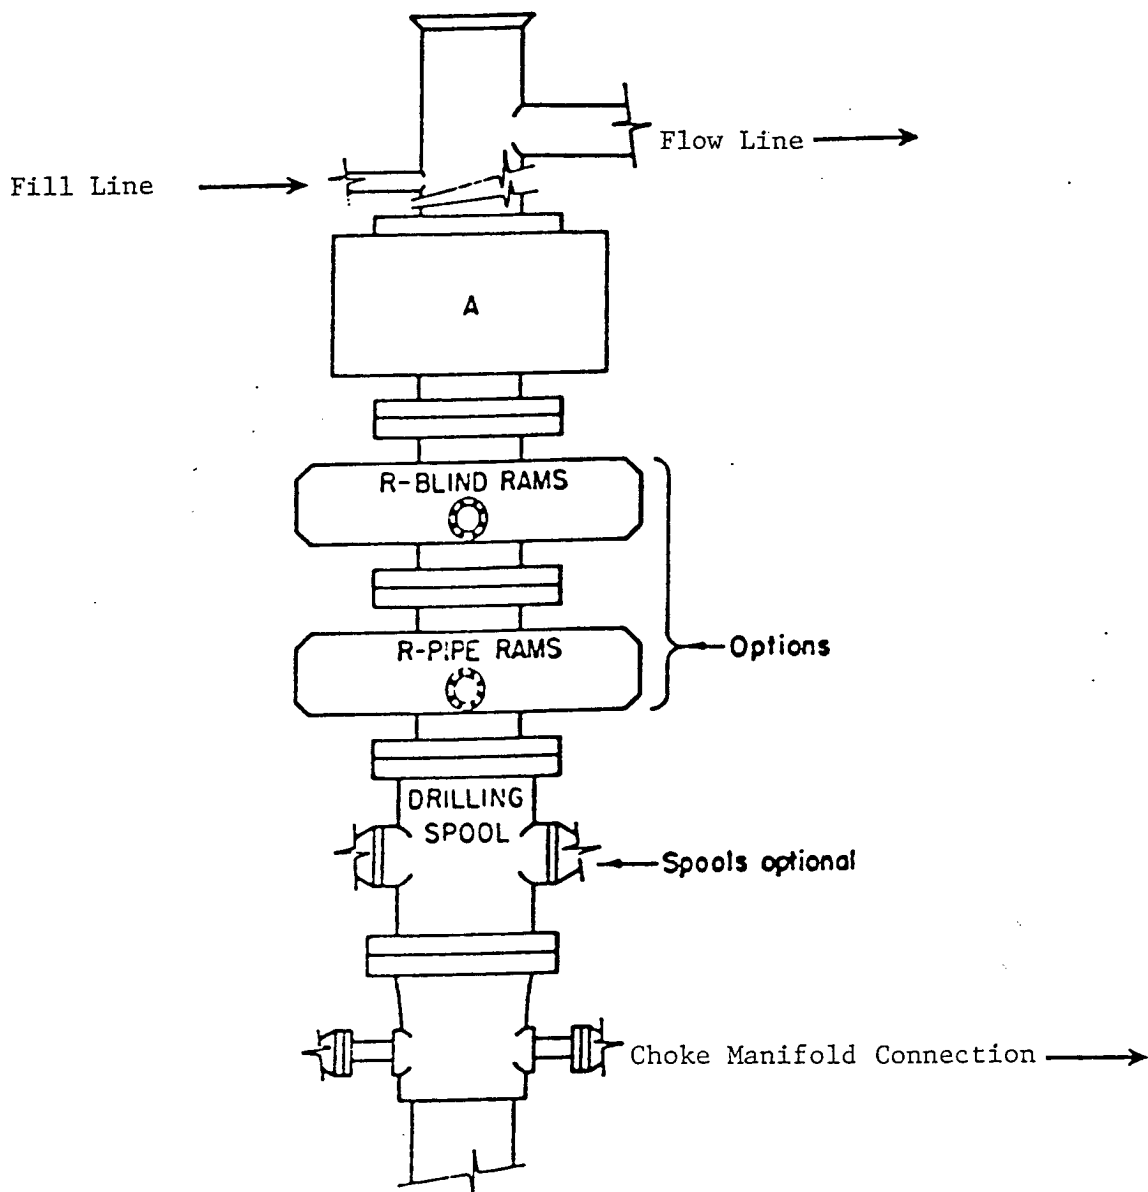 Flow Line
Fill Line
A
R-BLIND RAMS
R-PIPE RAMS
Options
DRILLING
SPOOL
Spools optional
Choke Manifold Connection